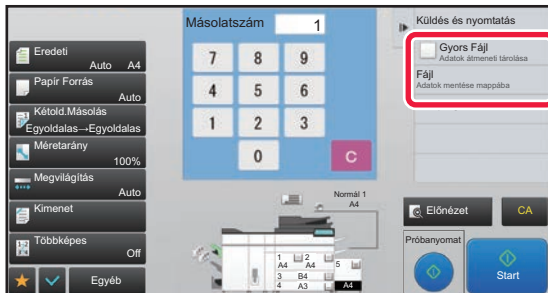 Eredeti
Auto A4
Papír Forrás
Auto
Kétold.Másolás
Egyoldalas→Egyoldalas
Méretarány
100%
Megvilágítás
Auto
Kimenet
Többképes
Off
Egyéb
Másolatszám 1
7 8 9
4 5 6
1 2 3
0 C
Normál 1
A4
1 A4
2 A4
3 B4
4 A3
5
A4
Küldés és nyomtatás
Gyors Fájl
Adatok átmeneti tárolása
Fájl
Adatok mentése mappába
Előnézet
CA
Próbanyomat
Start